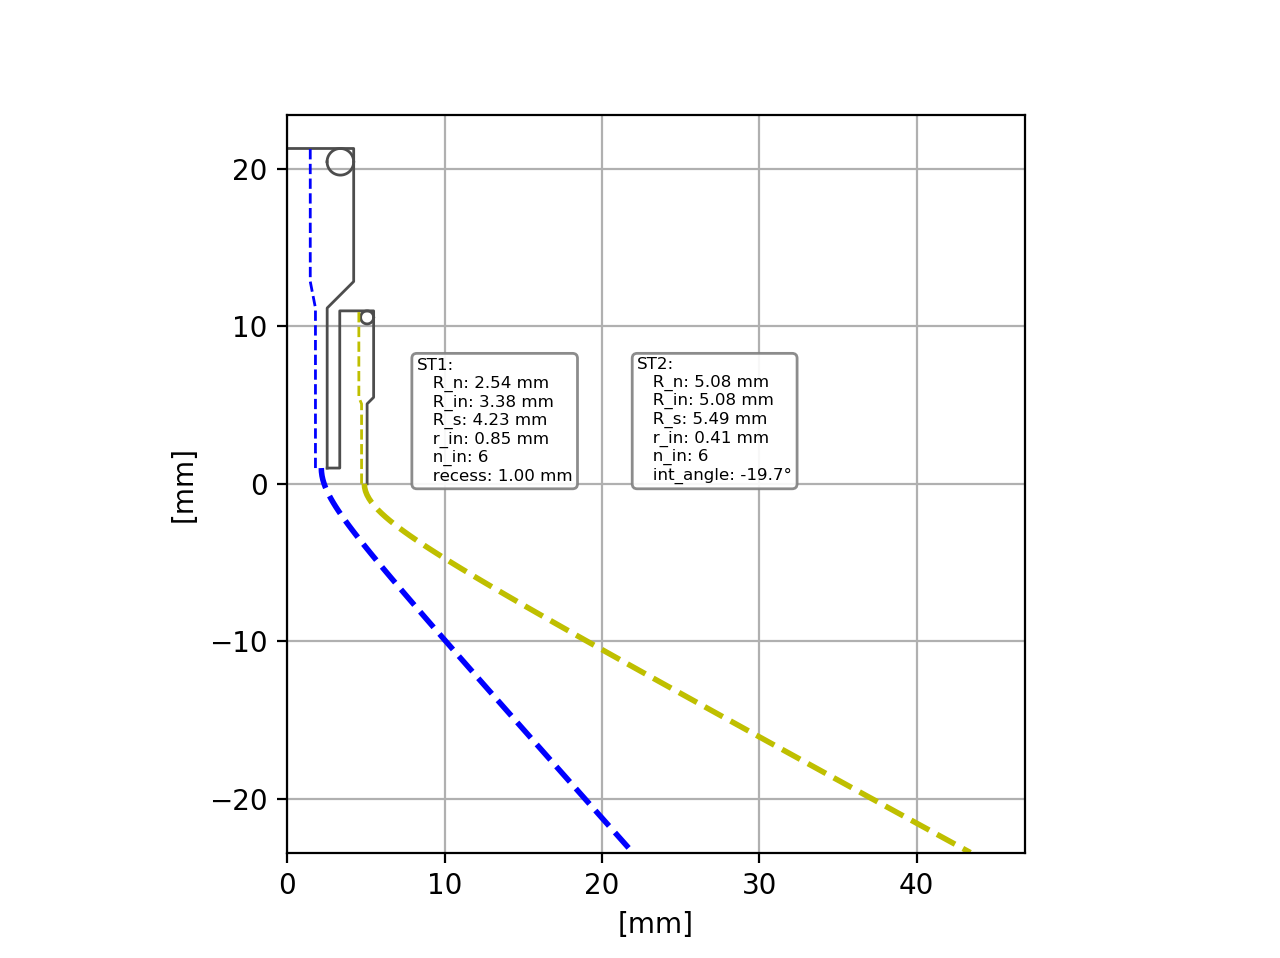 20
10
0
−10
−20
[mm]
ST1:
R_n: 2.54 mm
R_in: 3.38 mm
R_s: 4.23 mm
r_in: 0.85 mm
n_in: 6
recess: 1.00 mm
ST2:
R_n: 5.08 mm
R_in: 5.08 mm
R_s: 5.49 mm
r_in: 0.41 mm
n_in: 6
int_angle: -19.7°
0 10 20 30 40
[mm]